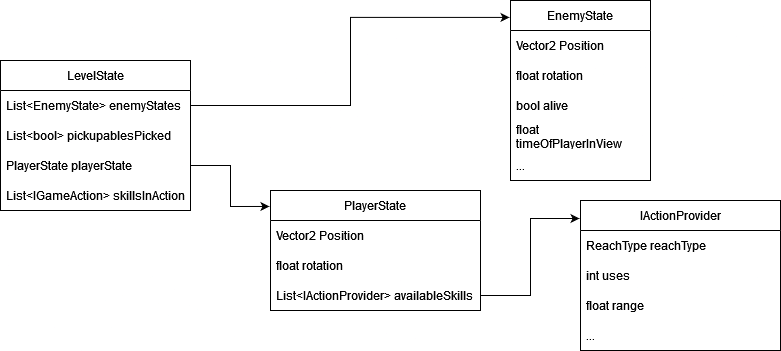 EnemyState
Vector2 Position
float rotation
bool alive
float
timeOfPlayerInView
...
LevelState
List<EnemyState> enemyStates
List<bool> pickupablesPicked
PlayerState playerState
List<IGameAction> skillsInAction
PlayerState
Vector2 Position
float rotation
List<IActionProvider> availableSkills
IActionProvider
ReachType reachType
int uses
float range
...